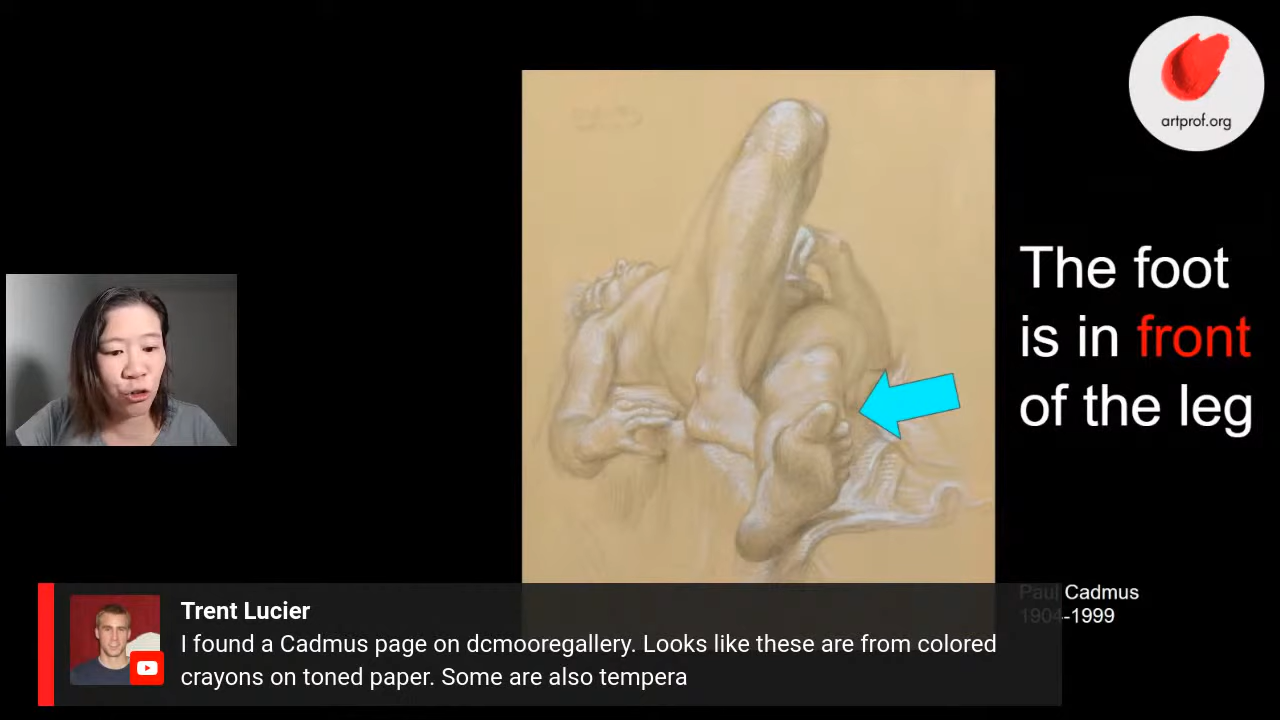 artprof.org
The foot
is in front
of the leg
Paul Cadmus
1904-1999
Trent Lucier
I found a Cadmus page on dcmooregallery. Looks like these are from colored
crayons on toned paper. Some are also tempera